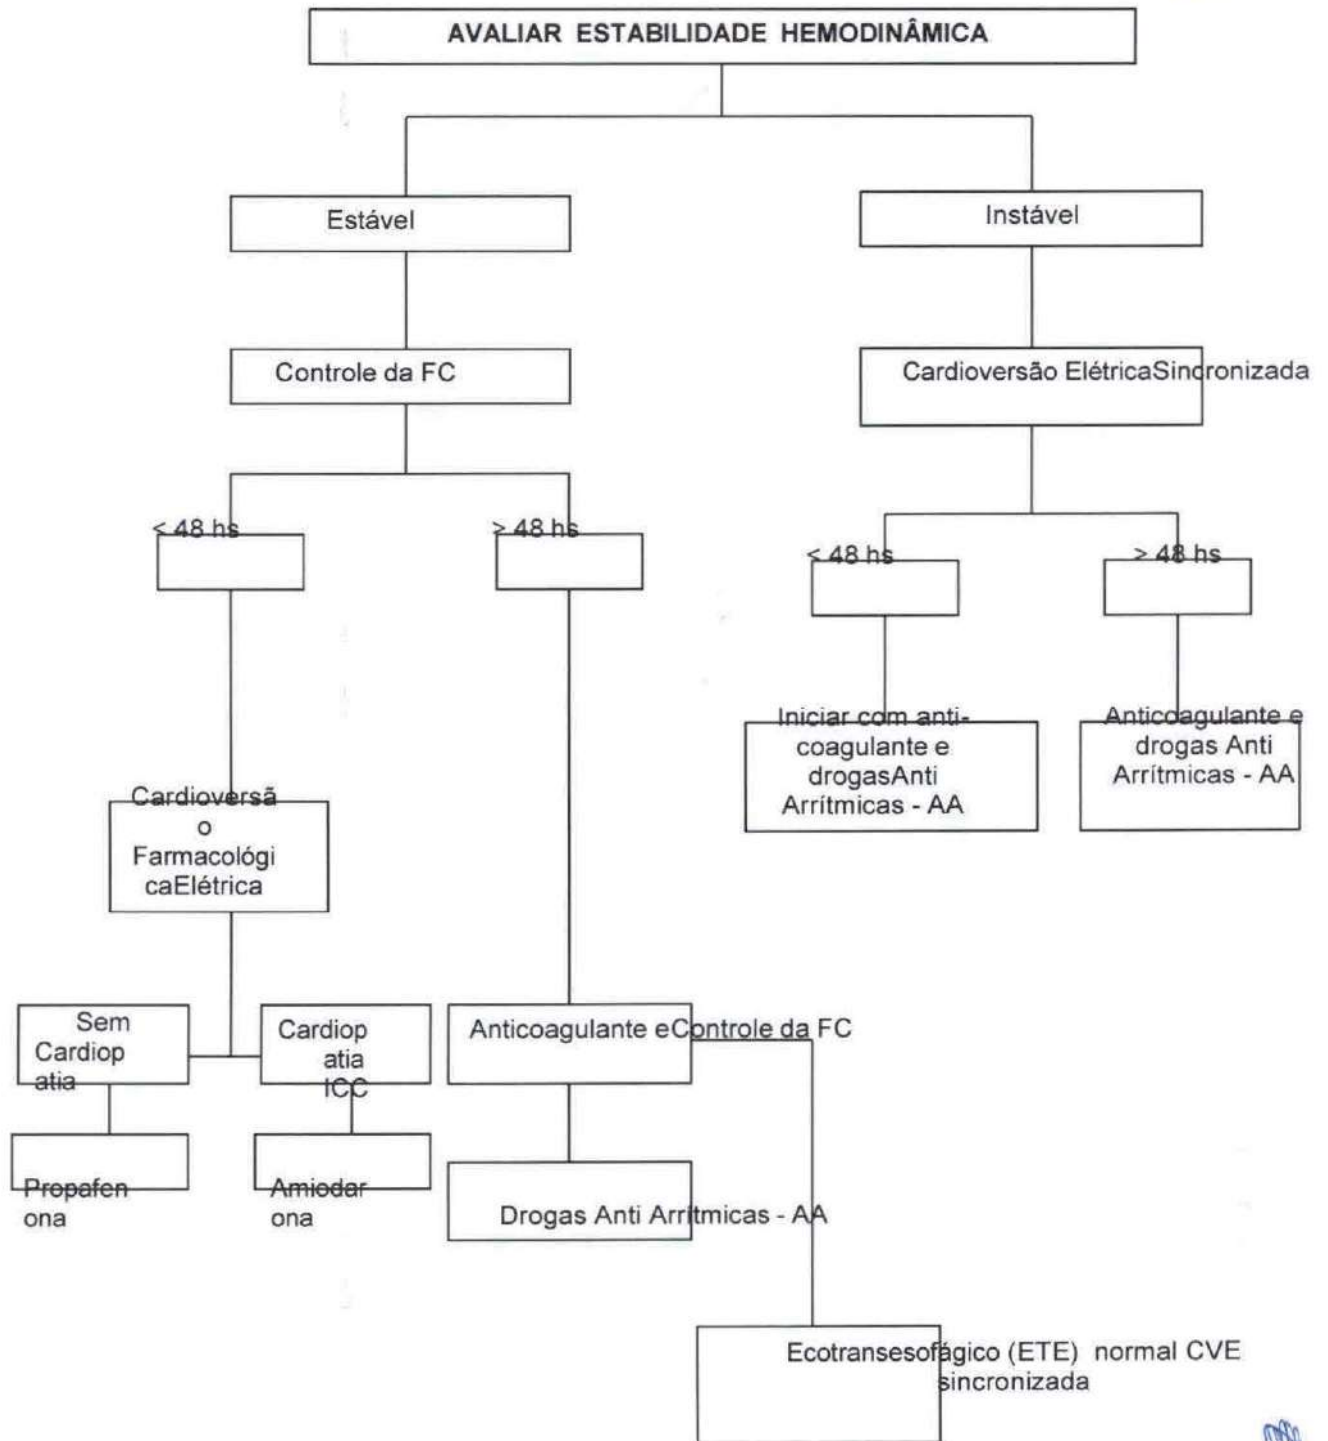 AVALIAR ESTABILIDADE HEMODINÂMICA
Estável
Instável
Controle da FC
Cardioversão ElétricaSincronizada
< 48 hs
> 48 hs
< 48 hs
> 48 hs
Iniciar com anti-
coagulante e
drogasAnti
Arrítmicas - AA
Anticoagulante e
drogas Anti
Arrítmicas - AA
Cardioversã
o
Farmacológi
caElétrica
Sem
Cardiop
atia
Cardiop
atia
ICC
Anticoagulante eControle da FC
Propafen
ona
Amiodar
ona
Drogas Anti Arrítmicas - AA
Ecotransesofágico (ETE) normal CVE
sincronizada